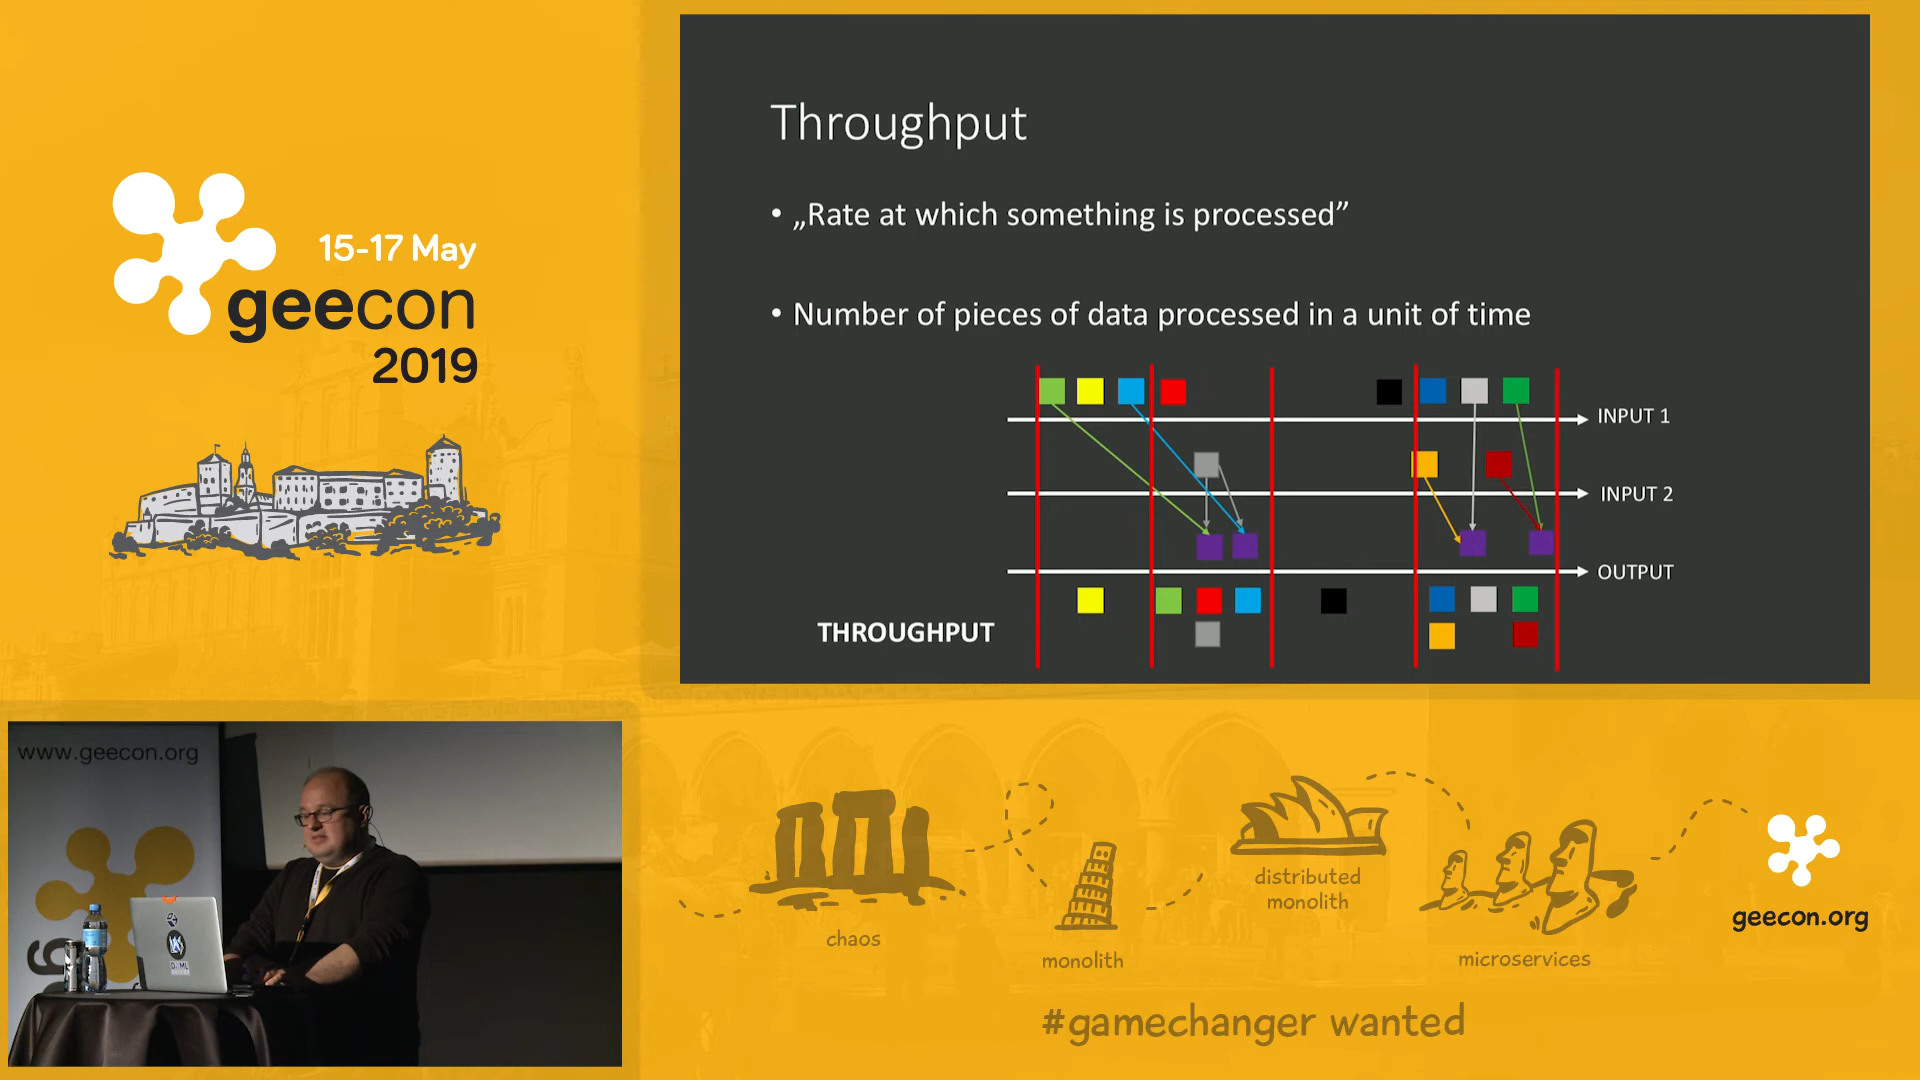 15-17 May
geecon
2019
Throughput
• „Rate at which something is processed”
• Number of pieces of data processed in a unit of time
INPUT 1
INPUT 2
OUTPUT
THROUGHPUT
www.geecon.org
chaos
monolith
distributed
monolith
microservices
geecon.org
#gamechanger wanted